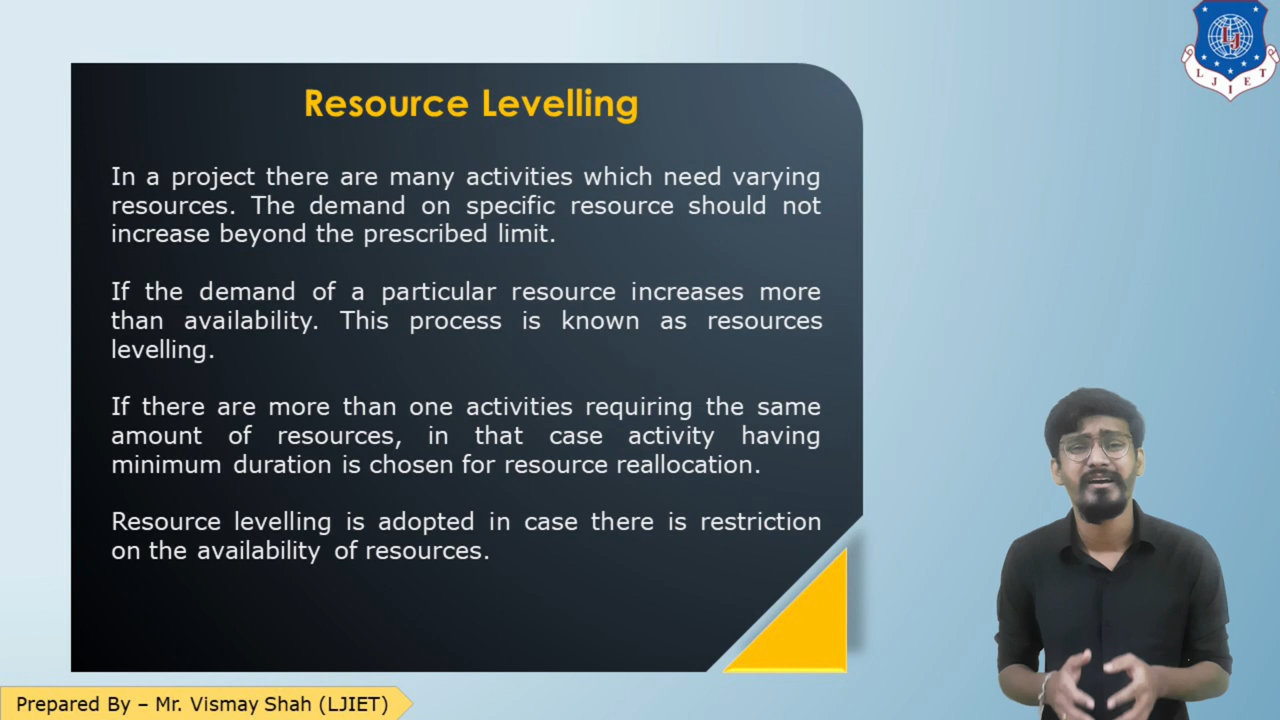 Resource Levelling
In a project there are many activities which need varying
resources. The demand on specific resource should not
increase beyond the prescribed limit.
If the demand of a particular resource increases more
than availability. This process is known as resources
levelling.
If there are more than one activities requiring the same
amount of resources, in that case activity having
minimum duration is chosen for resource reallocation.
Resource levelling is adopted in case there is restriction
on the availability of resources.
Prepared By – Mr. Vismay Shah (LJIET)
LJ
LJIET